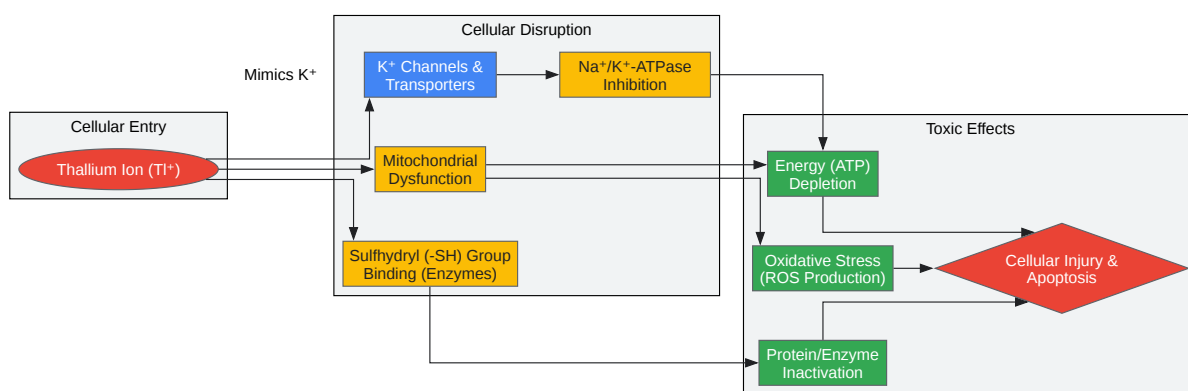 Cellular Disruption
K⁺ Channels &
Transporters
Na⁺/K⁺-ATPase
Inhibition
Mimics K⁺
Cellular Entry
Thallium Ion (Tl⁺)
Mitochondrial
Dysfunction
Sulfhydryl (-SH) Group
Binding (Enzymes)
Toxic Effects
Energy (ATP)
Depletion
Oxidative Stress
(ROS Production)
Cellular Injury &
Apoptosis
Protein/Enzyme
Inactivation